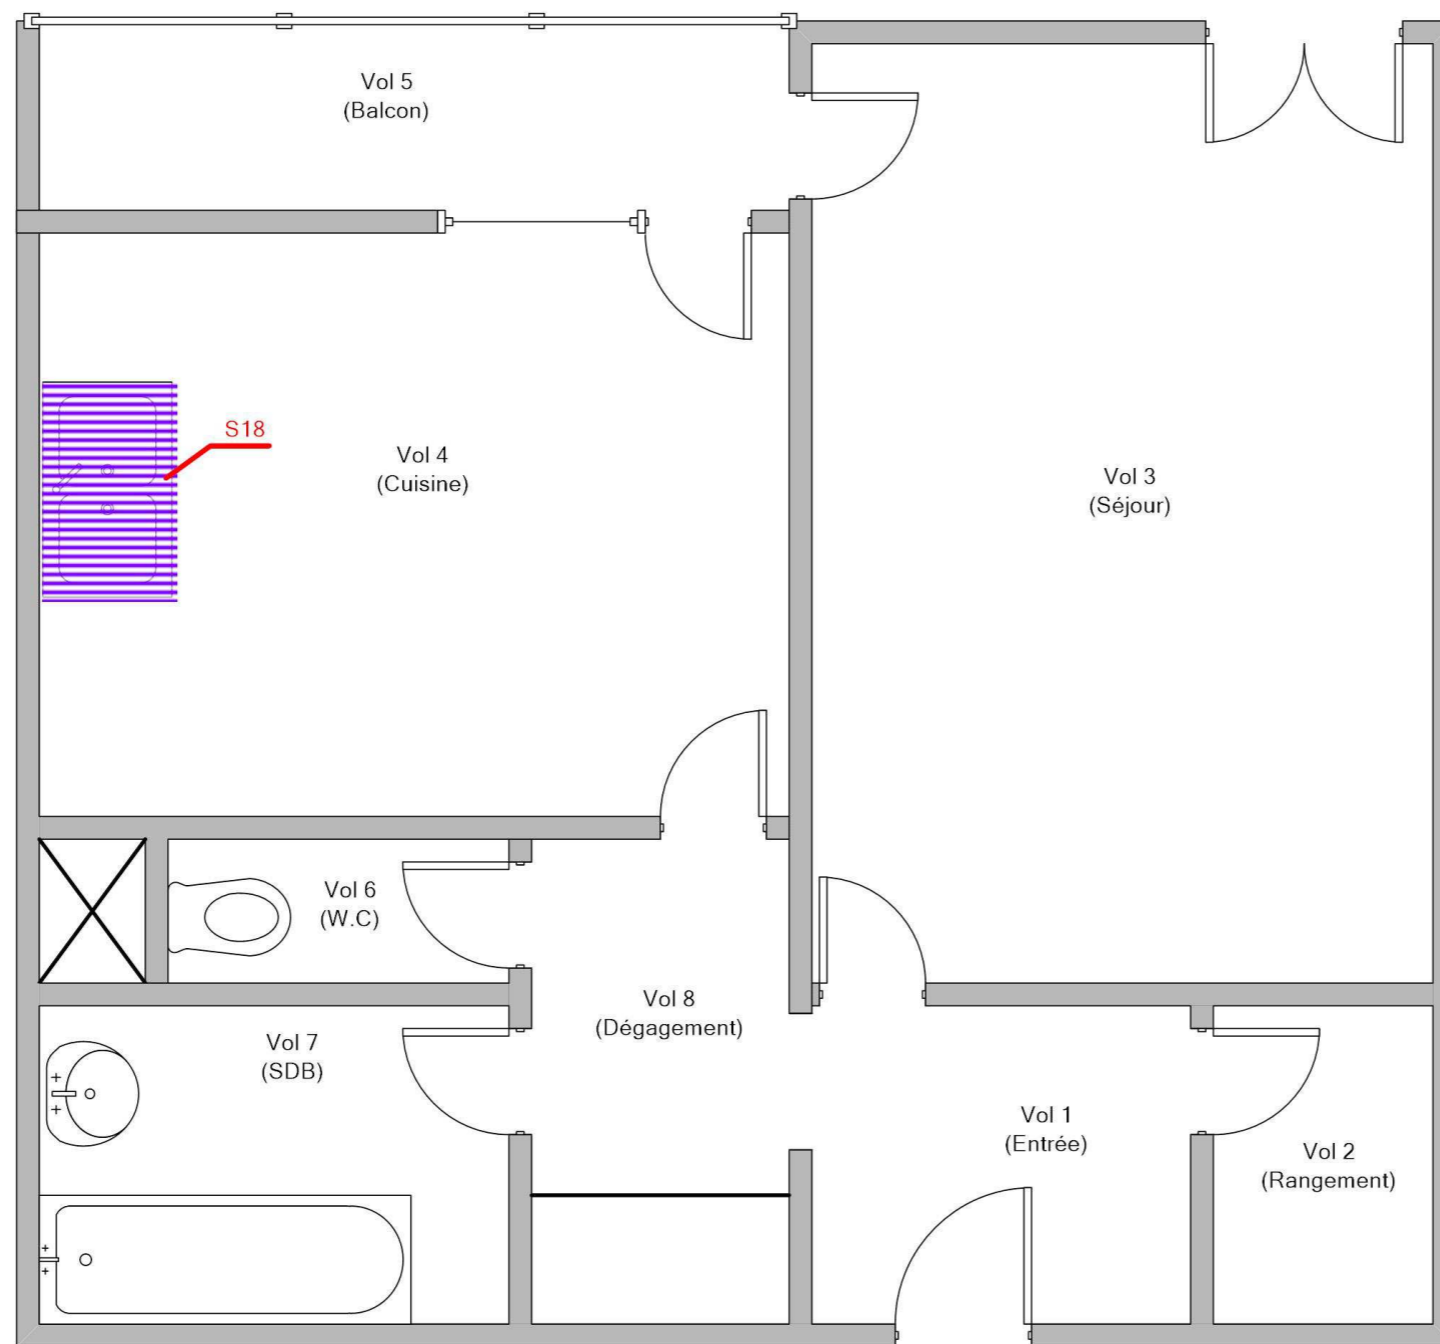 Vol 5
(Balcon)
S18
Vol 4
(Cuisine)
Vol 3
(Séjour)
Vol 6
(W.C)
Vol 8
(Dégagement)
Vol 7
(SDB)
Vol 1
(Entrée)
Vol 2
(Rangement)